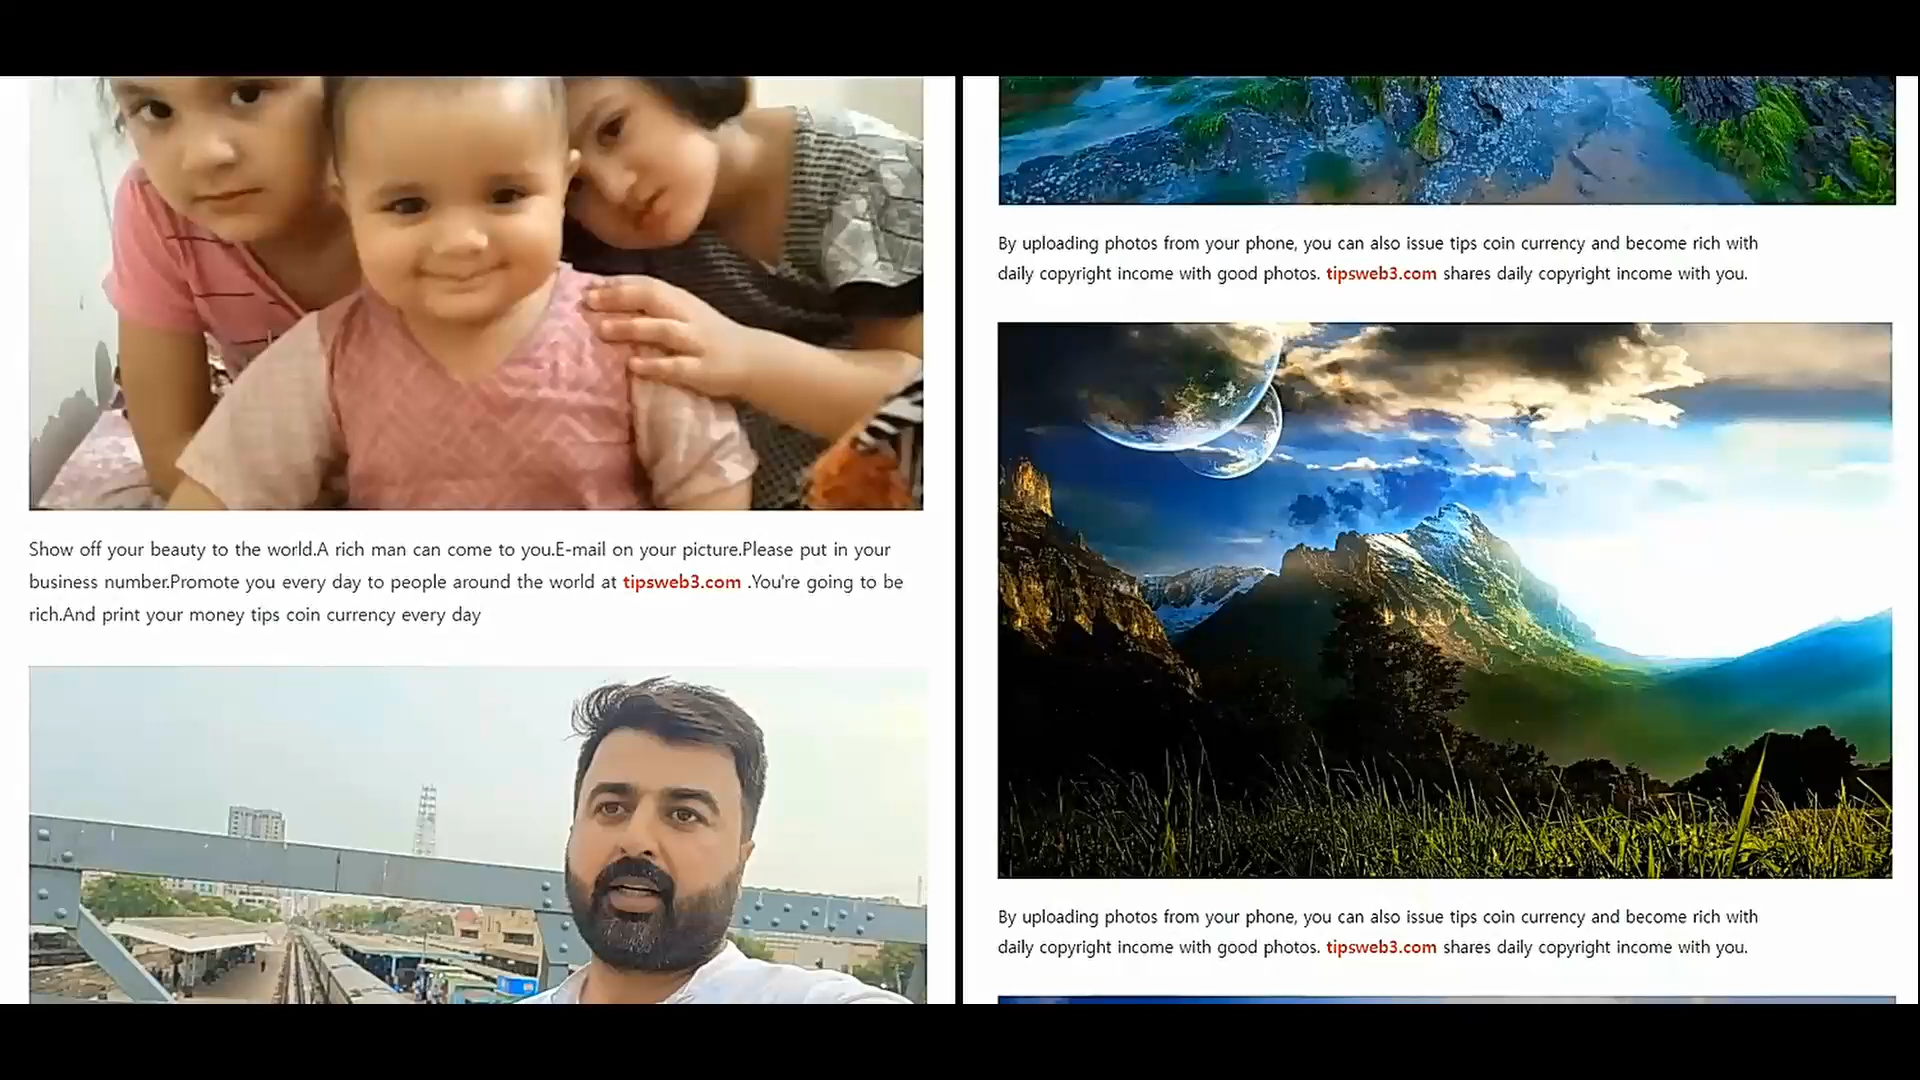 Show off your beauty to the world.A rich man can come to you.E-mail on your picture.Please put in your
business number.Promote you every day to people around the world at tipsweb3.com .You're going to be
rich.And print your money tips coin currency every day
By uploading photos from your phone, you can also issue tips coin currency and become rich with
daily copyright income with good photos. tipsweb3.com shares daily copyright income with you.
By uploading photos from your phone, you can also issue tips coin currency and become rich with
daily copyright income with good photos. tipsweb3.com shares daily copyright income with you.